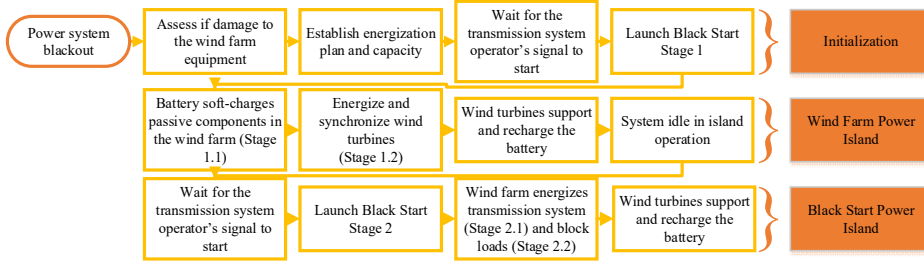 Power system
blackout
Assess if damage to
the wind farm
equipment
Establish energization
plan and capacity
Wait for the
transmission system
operator's signal to
start
Launch Black Start
Stage 1
Initialization
Battery soft-charges
passive components in
the wind farm (Stage
1.1)
Energize and
synchronize wind
turbines
(Stage 1.2)
Wind turbines support
and recharge the
battery
System idle in island
operation
Wind Farm Power
Island
Wait for the
transmission system
operator's signal to
start
Launch Black Start
Stage 2
Wind farm energizes
transmission system
(Stage 2.1) and block
loads (Stage 2.2)
Wind turbines support
and recharge the
battery
Black Start Power
Island